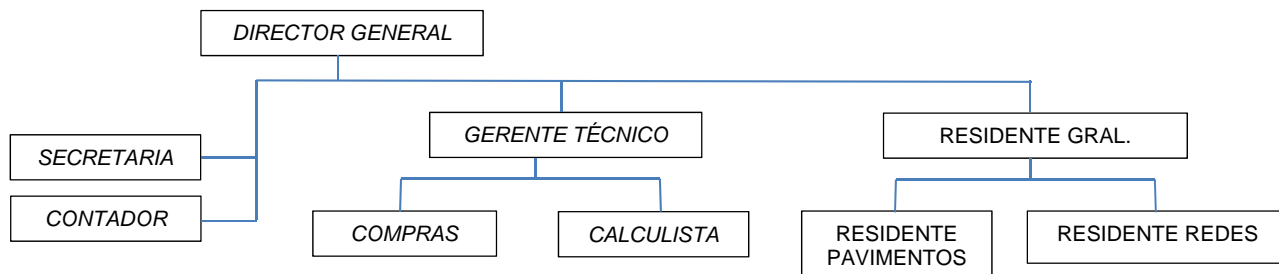 DIRECTOR GENERAL
GERENTE TÉCNICO
RESIDENTE GRAL.
SECRETARIA
CONTADOR
COMPRAS
CALCULISTA
RESIDENTE
PAVIMENTOS
RESIDENTE REDES